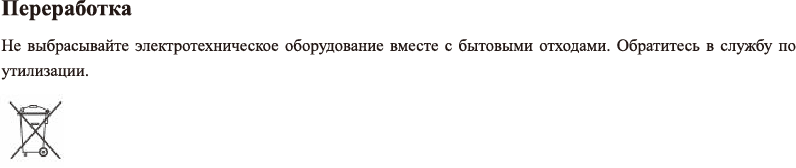 Переработка
Не выбрасывайте электротехническое оборудование вместе с бытовыми отходами. Обратитесь в службу по
утилизации.